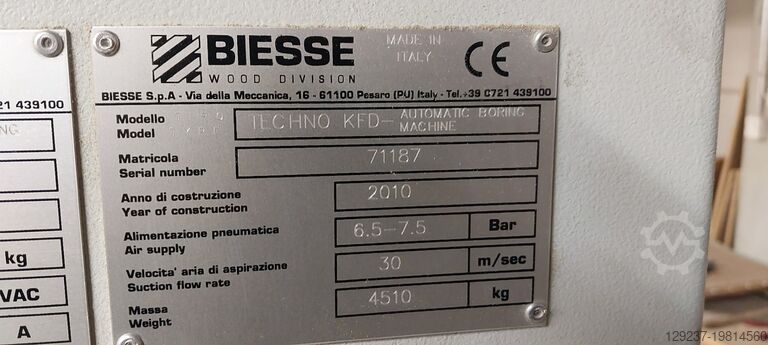 BIESSE
WOOD DIVISION
MADE IN
ITALY
CE
BIESSE S.p.A - Via della Meccanica, 16 - 61100 Pesaro (PU) Italy - Tel.+39 0721 439100
Modello
Model
TECHNO KFD- AUTOMATIC BORING
MACHINE
Matricola
Serial number
71187
Anno di costruzione
Year of construction
2010
Alimentazione pneumatica
Air supply
6.5-7.5 Bar
Velocita' aria di aspirazione
Suction flow rate
30 m/sec
Massa
Weight
4510 kg
21 439100
NG
kg
VAC
A
129237-19814560